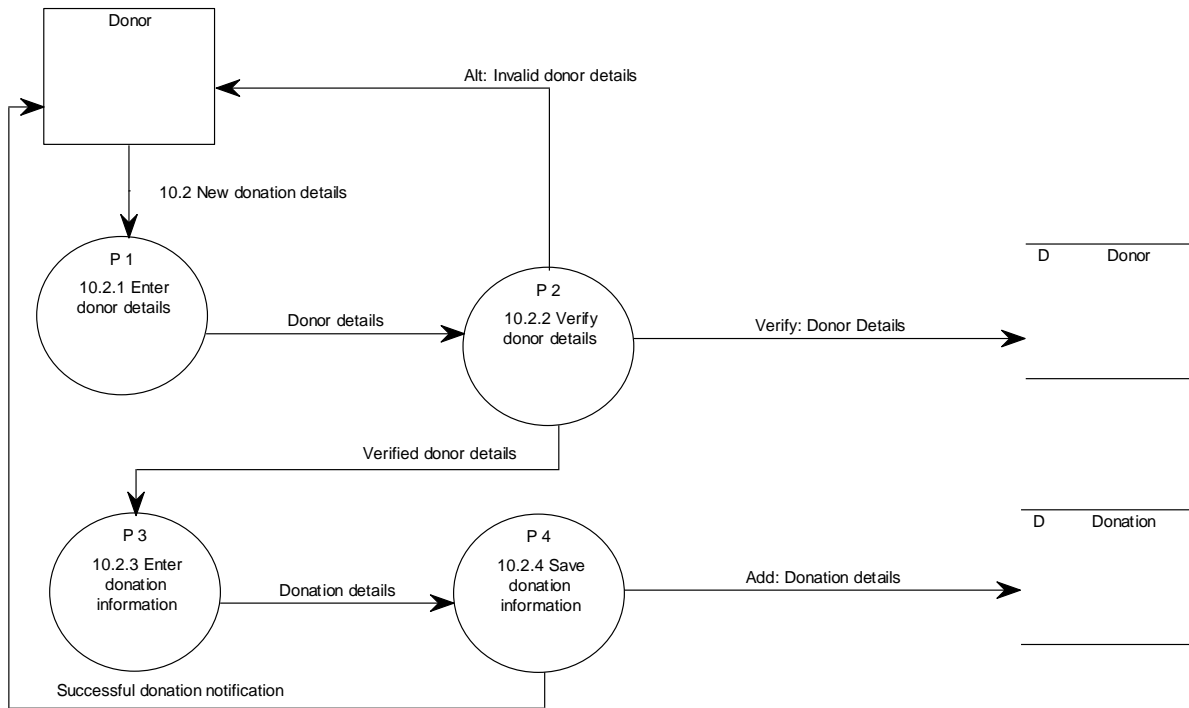 Donor
Alt: Invalid donor details
10.2 New donation details
P 1
10.2.1 Enter
donor details
Donor details
P 2
10.2.2 Verify
donor details
Verify: Donor Details
D Donor
Verified donor details
P 3
10.2.3 Enter
donation
information
Donation details
P 4
10.2.4 Save
donation
information
Add: Donation details
D Donation
Successful donation notification